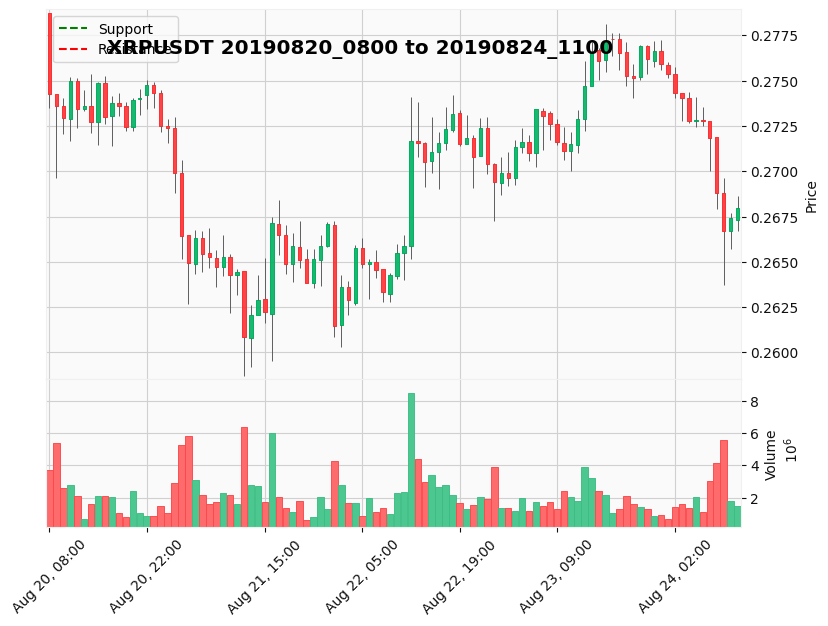 XRPUSDT 20190820_0800 to 20190824_1100
Support
Resistance
0.2775
0.2750
0.2725
0.2700
0.2675
0.2650
0.2625
0.2600
Price
8
6
4
2
Volume
10^6
Aug 20, 08:00
Aug 20, 22:00
Aug 21, 15:00
Aug 22, 05:00
Aug 22, 19:00
Aug 23, 09:00
Aug 24, 02:00